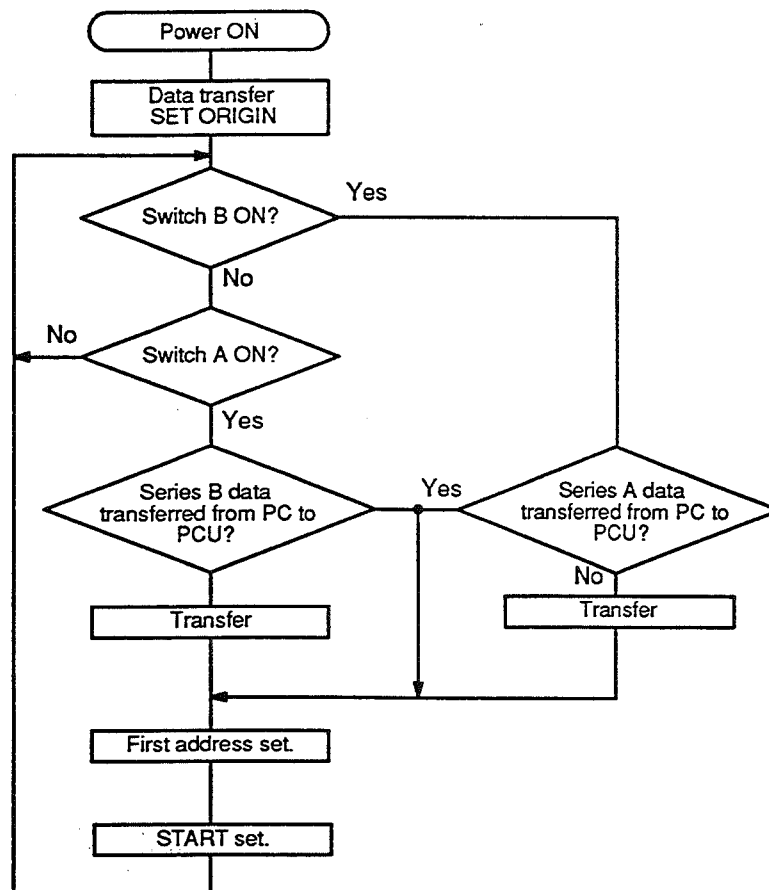 Power ON
Data transfer
SET ORIGIN
Switch B ON?
Yes
No
Switch A ON?
No
Yes
Series B data
transferred from PC to
PCU?
Yes
Series A data
transferred from PC to
PCU?
No
Transfer
Transfer
First address set.
START set.